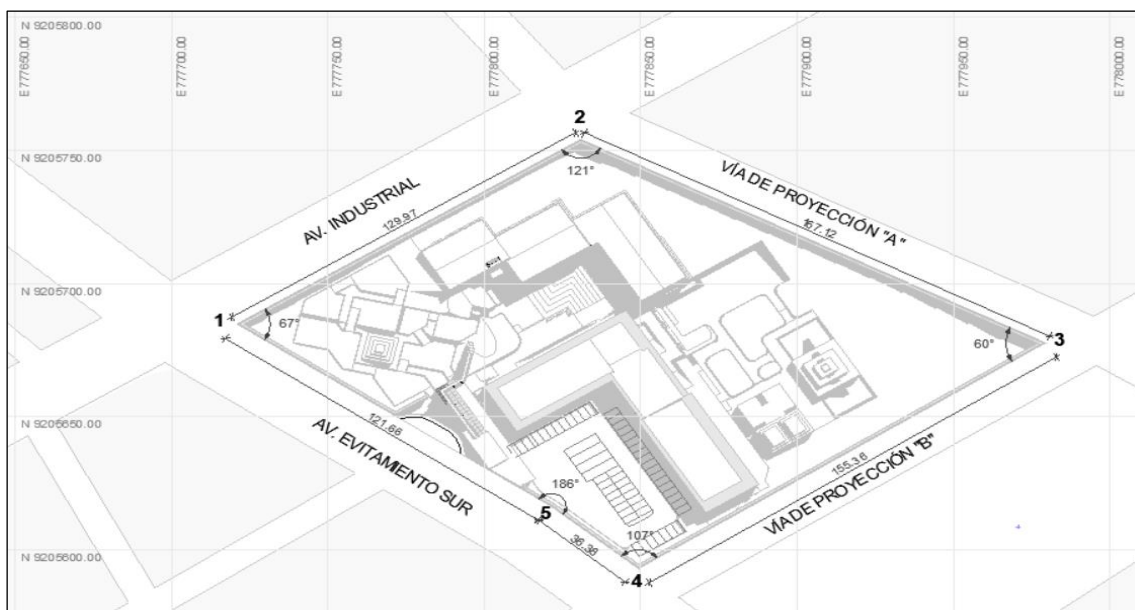 N 9205800.00
E 777650.00
E 777700.00
E 777750.00
E 777800.00
E 777850.00
E 777900.00
E 777950.00
E 778000.00
2
N 9205750.00
121°
VÍA DE PROYECCIÓN "A"
167.12
AV. INDUSTRIAL
129.97
N 9205700.00
1
67°
3
60°
N 9205650.00
121.66
AV. EVITAMIENTO SUR
155.36
VÍA DE PROYECCIÓN "B"
186°
5
36.36
107°
N 9205600.00
4